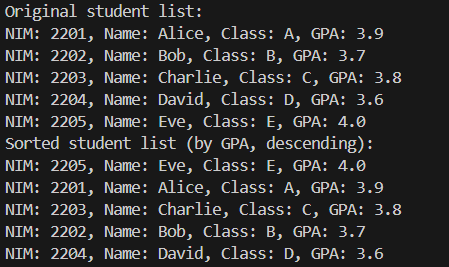 Original student list:
NIM: 2201, Name: Alice, Class: A, GPA: 3.9
NIM: 2202, Name: Bob, Class: B, GPA: 3.7
NIM: 2203, Name: Charlie, Class: C, GPA: 3.8
NIM: 2204, Name: David, Class: D, GPA: 3.6
NIM: 2205, Name: Eve, Class: E, GPA: 4.0
Sorted student list (by GPA, descending):
NIM: 2205, Name: Eve, Class: E, GPA: 4.0
NIM: 2201, Name: Alice, Class: A, GPA: 3.9
NIM: 2203, Name: Charlie, Class: C, GPA: 3.8
NIM: 2202, Name: Bob, Class: B, GPA: 3.7
NIM: 2204, Name: David, Class: D, GPA: 3.6